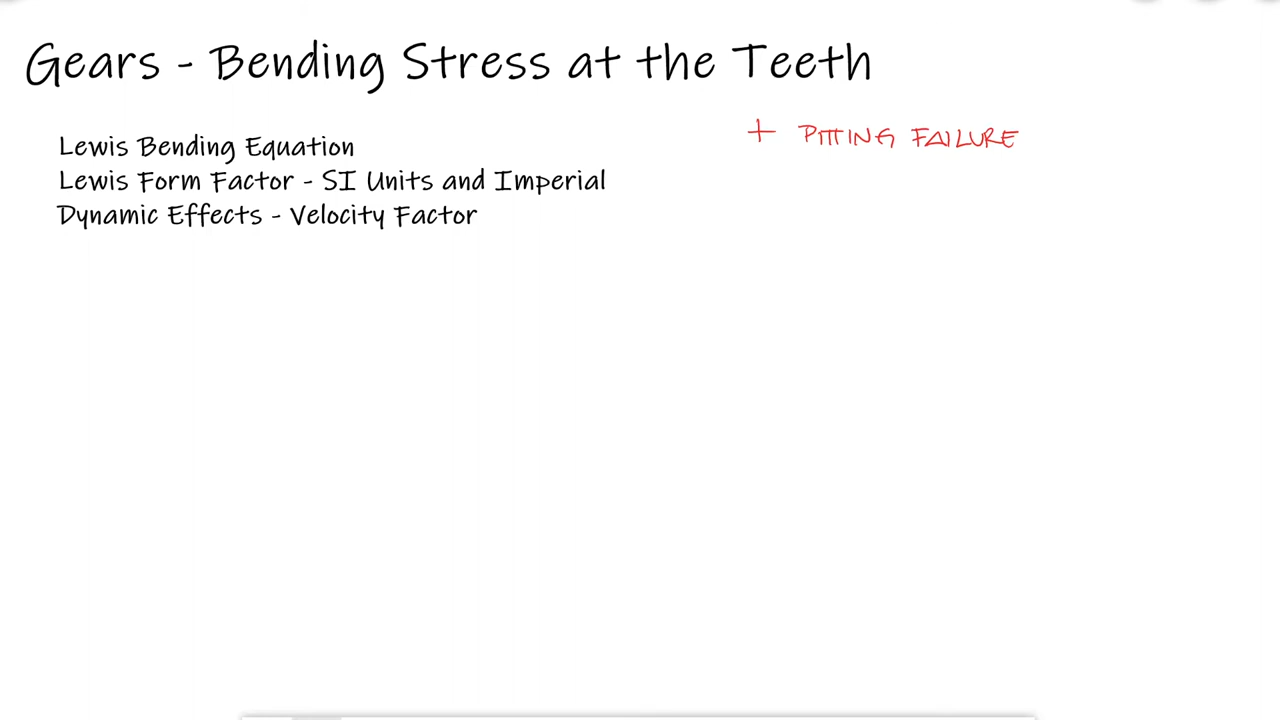 Gears - Bending Stress at the Teeth
+ PITTING FAILURE
Lewis Bending Equation
Lewis Form Factor - SI Units and Imperial
Dynamic Effects - Velocity Factor